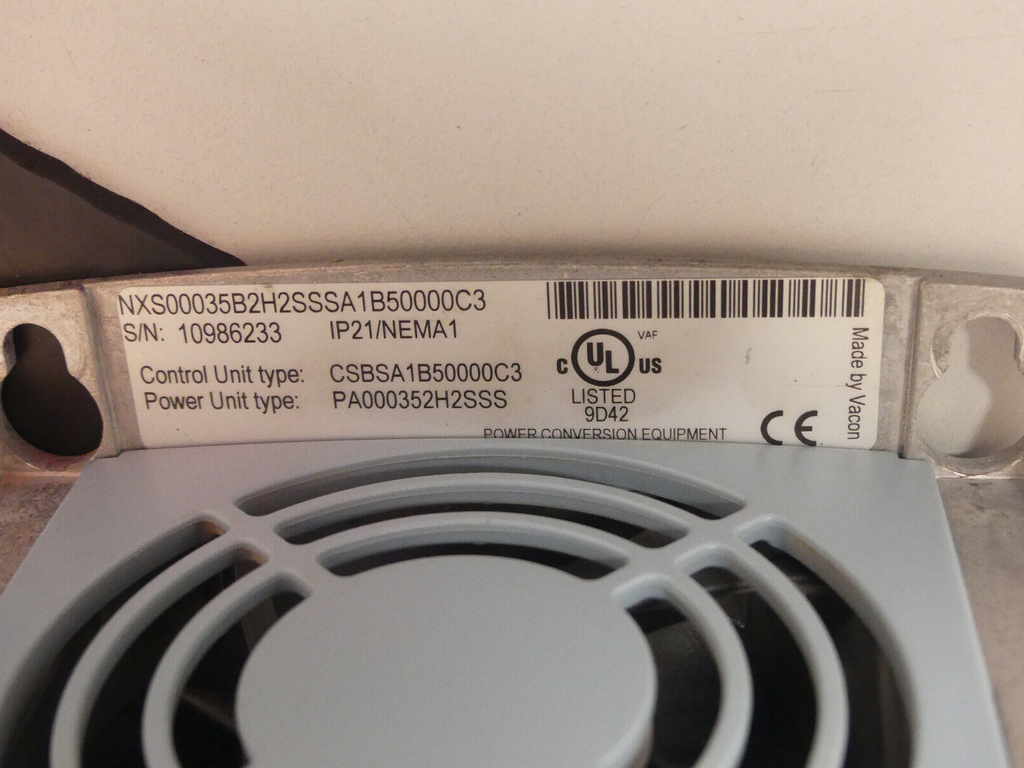 NXS00035B2H2SSSA1B50000C3
S/N: 10986233 IP21/NEMA1
Control Unit type: CSBSA1B50000C3
Power Unit type: PA000352H2SSS
VAF
C UL US
LISTED
9D42
POWER CONVERSION EQUIPMENT
CE
Made by Vacon